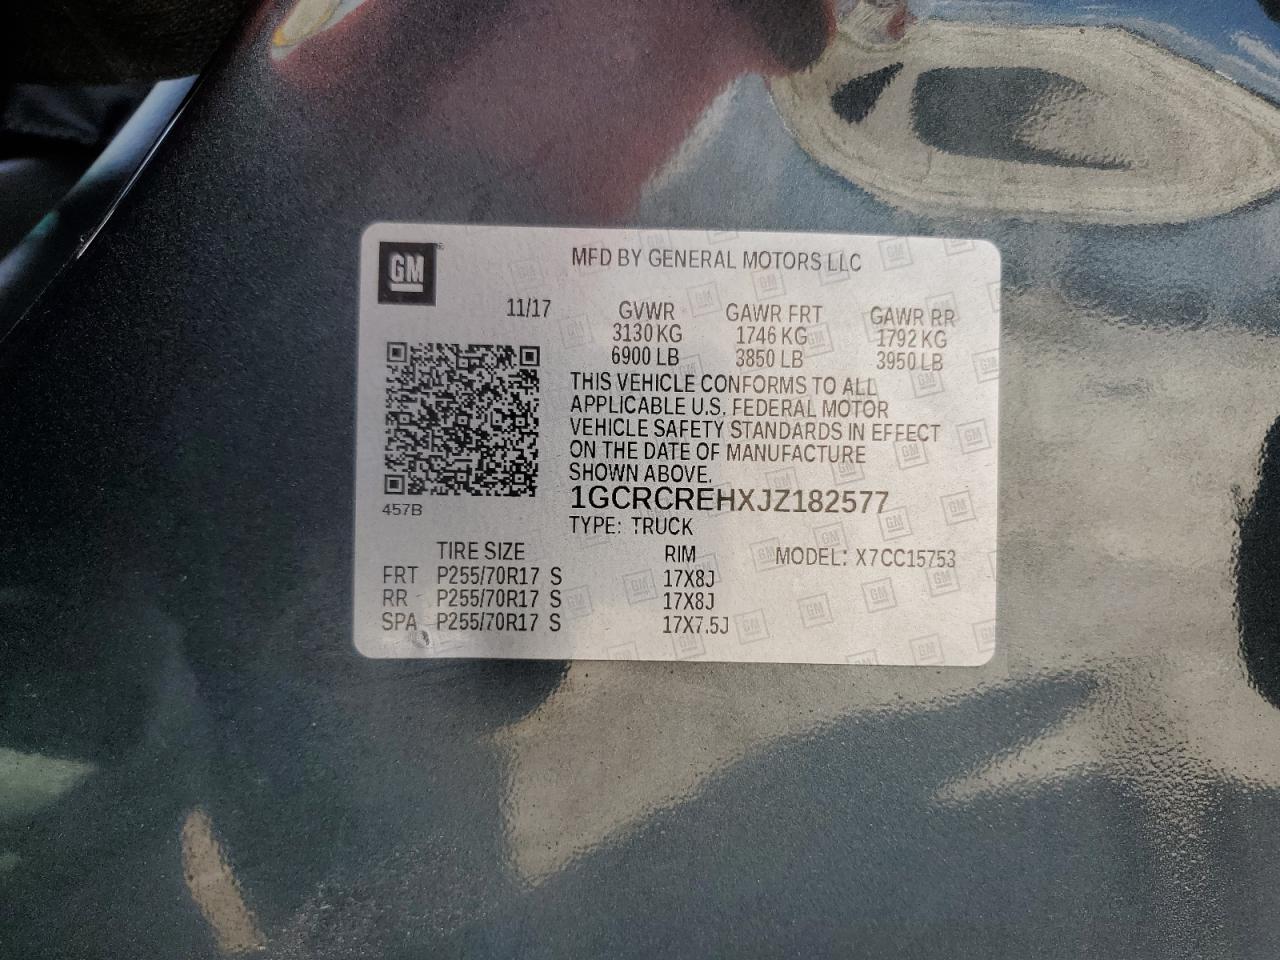 GM
MFD BY GENERAL MOTORS LLC
11/17 GVWR GAWR FRT GAWR RR
3130 KG 1746 KG 1792 KG
6900 LB 3850 LB 3950 LB
THIS VEHICLE CONFORMS TO ALL
APPLICABLE U.S. FEDERAL MOTOR
VEHICLE SAFETY STANDARDS IN EFFECT
ON THE DATE OF MANUFACTURE
SHOWN ABOVE.
1GCRCREHXJZ182577
457B
TYPE: TRUCK
TIRE SIZE RIM MODEL: X7CC15753
FRT P255/70R17 S 17X8J
RR P255/70R17 S 17X8J
SPA P255/70R17 S 17X7.5J